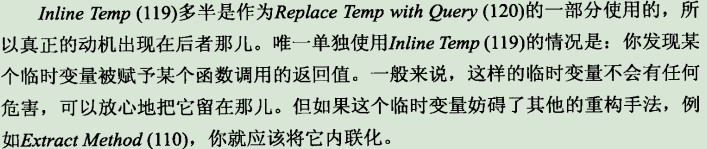 Inline Temp (119)多半是作为Replace Temp with Query (120)的一部分使用的，所
以真正的动机出现在后者那儿。唯一单独使用Inline Temp (119)的情况是：你发现某
个临时变量被赋予某个函数调用的返回值。一般来说，这样的临时变量不会有任何
危害，可以放心地把它留在那儿。但如果这个临时变量妨碍了其他的重构手法，例
如Extract Method (110)，你就应该将它内联化。